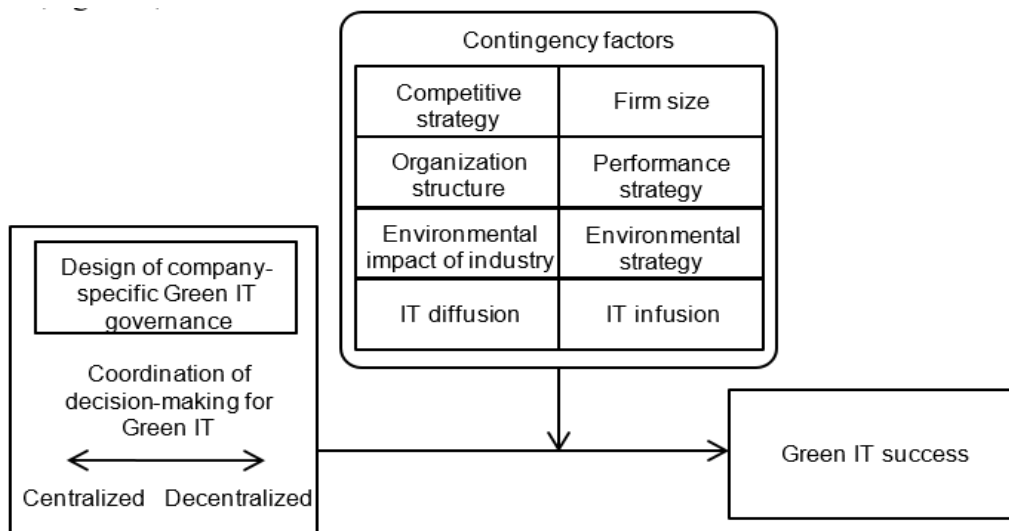 Contingency factors
Competitive
strategy
Firm size
Organization
structure
Performance
strategy
Environmental
impact of industry
Environmental
strategy
IT diffusion
IT infusion
Design of company-
specific Green IT
governance
Coordination of
decision-making for
Green IT
Centralized
Decentralized
Green IT success